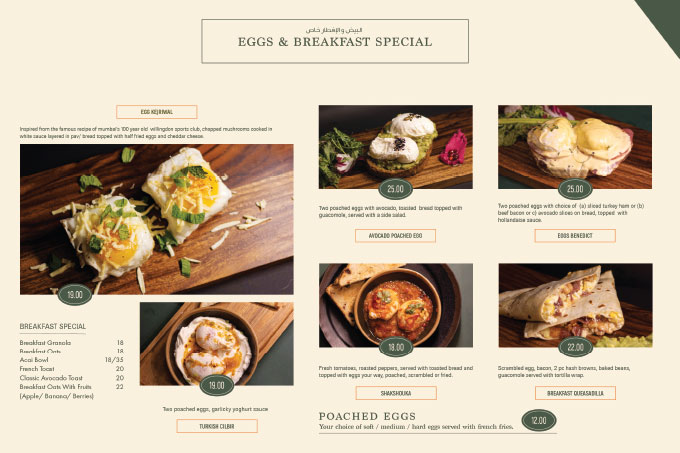 البيض والإفطار خاص
EGGS & BREAKFAST SPECIAL
EGG KEJRIWAL
Inspired from the famous recipe of mumbai's 100 year old willingdon sports club, chopped mushrooms cooked in
white sauce layered in pav/ bread topped with half fried eggs and cheddar cheese.
19.00
BREAKFAST SPECIAL
Breakfast Granola 18
Breakfast Oats 18
Acai Bowl 18/35
French Toast 20
Classic Avocado Toast 20
Breakfast Oats With Fruits 22
(Apple/ Banana/ Berries)
19.00
Two poached eggs, garlicky yoghurt sauce
TURKISH CILBIR
25.00
Two poached eggs with avocado, toasted bread topped with
guacomole, served with a side salad.
AVOCADO POACHED EGG
25.00
Two poached eggs with choice of (a) sliced turkey ham or (b)
beef bacon or c) avocado slices on bread, topped with
hollandaise sauce.
EGGS BENEDICT
18.00
Fresh tomatoes, roasted peppers, served with toasted bread and
topped with eggs your way, poached, scrambled or fried.
SHAKSHOUKA
22.00
Scrambled egg, bacon, 2 pc hash browns, baked beans,
guacomole served with tortilla wrap.
BREAKFAST QUEASADILLA
POACHED EGGS
Your choice of soft / medium / hard eggs served with french fries.
12.00